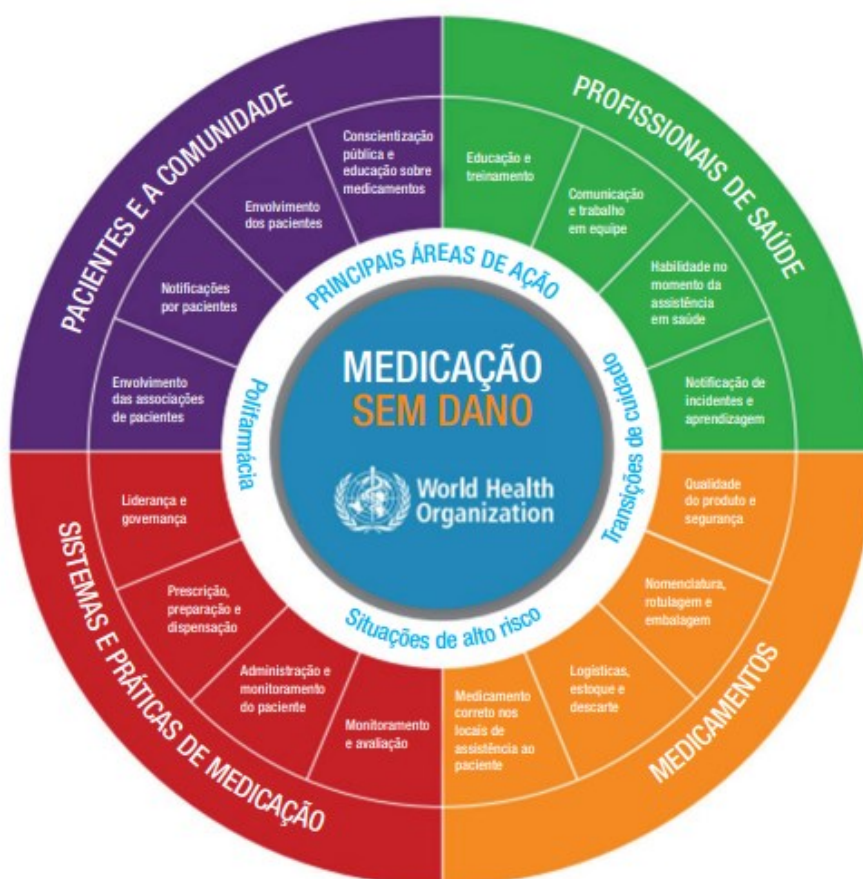 PACIENTES E A COMUNIDADE
Conscientização
pública e
educação sobre
medicamentos
Envolvimento
dos pacientes
Notificações
por pacientes
Envolvimento
das associações
de pacientes
PROFISSIONAIS DE SAÚDE
Educação e
treinamento
Comunicação
e trabalho
em equipe
Habilidade no
momento da
assistência
em saúde
Notificação de
incidentes e
aprendizagem
PRINCIPAIS ÁREAS DE AÇÃO
Polifarmácia
Transições de cuidado
Situações de alto risco
MEDICAÇÃO
SEM DANO
World Health
Organization
SISTEMAS E PRÁTICAS DE MEDICAÇÃO
Liderança e
governança
Prescrição,
preparação e
dispensação
Administração e
monitoramento
do paciente
Monitoramento
e avaliação
MEDICAMENTOS
Qualidade
do produto e
segurança
Nomenclatura,
rotulagem e
embalagem
Logísticas,
estoque e
descarte
Medicamento
correto nos
locais de
assistência ao
paciente